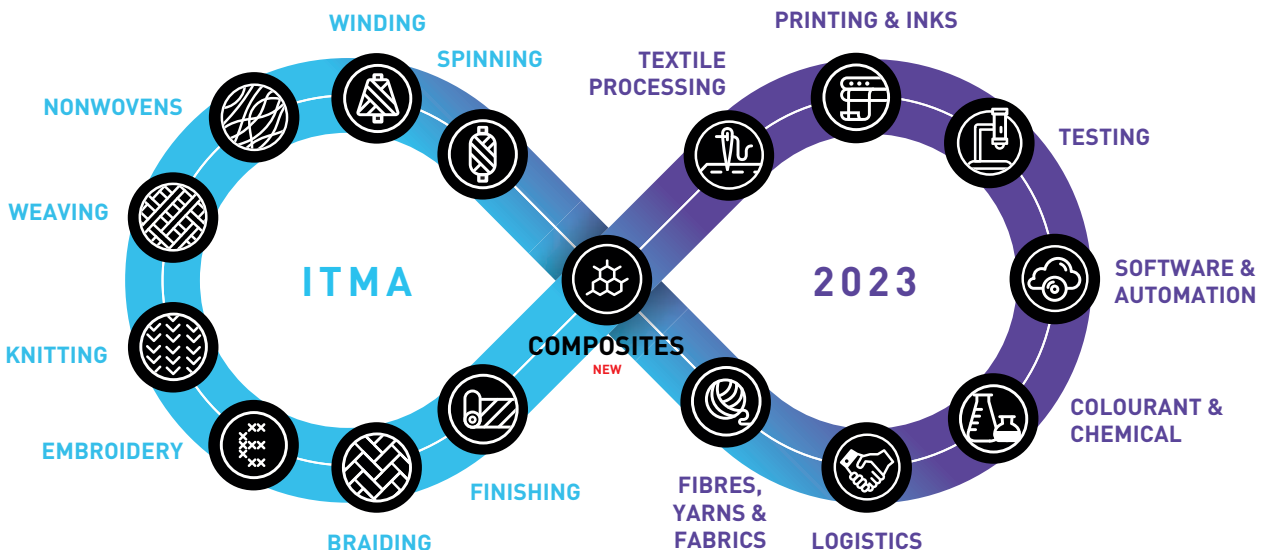 WINDING
SPINNING
NONWOVENS
WEAVING
ITMA
KNITTING
EMBROIDERY
BRAIDING
FINISHING
COMPOSITES
NEW
TEXTILE
PROCESSING
PRINTING & INKS
TESTING
2023
SOFTWARE &
AUTOMATION
COLOURANT &
CHEMICAL
LOGISTICS
FIBRES,
YARNS &
FABRICS